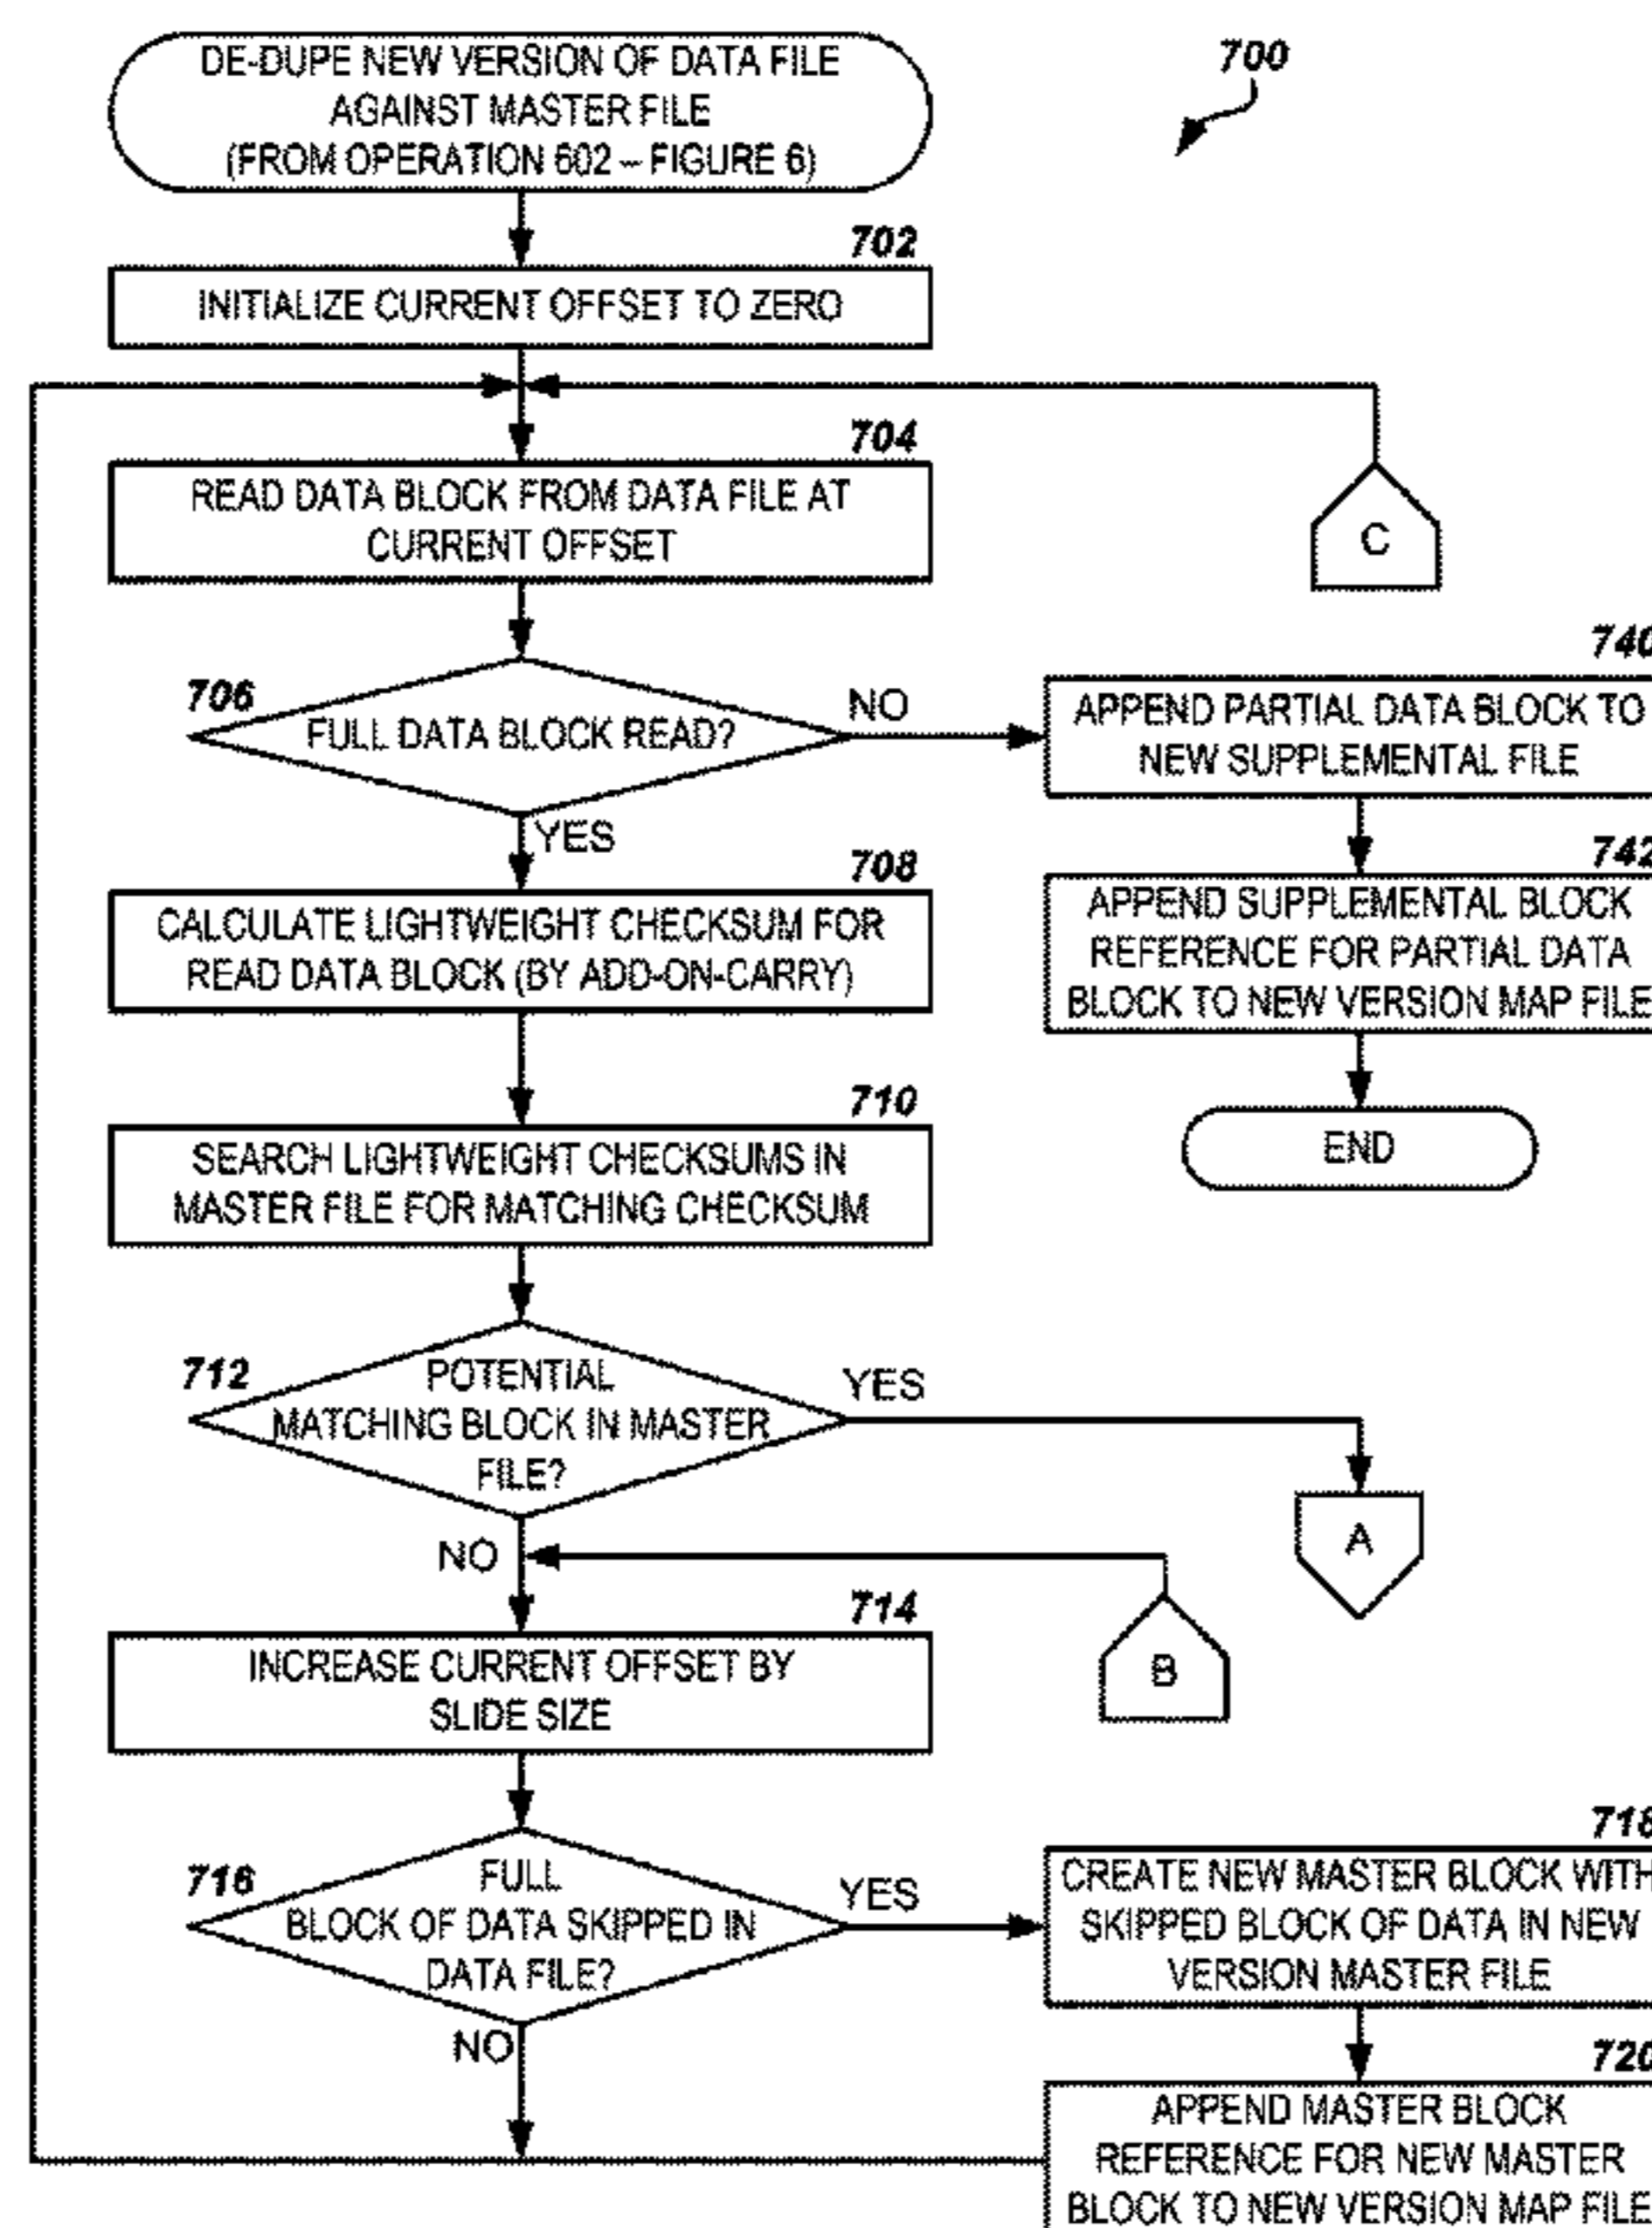 DE-DUPE NEW VERSION OF DATA FILE
AGAINST MASTER FILE
(FROM OPERATION 602 – FIGURE 6)
700
702
INITIALIZE CURRENT OFFSET TO ZERO
704
READ DATA BLOCK FROM DATA FILE AT
CURRENT OFFSET
C
706
FULL DATA BLOCK READ?
NO
YES
740
APPEND PARTIAL DATA BLOCK TO
NEW SUPPLEMENTAL FILE
742
APPEND SUPPLEMENTAL BLOCK
REFERENCE FOR PARTIAL DATA
BLOCK TO NEW VERSION MAP FILE
END
708
CALCULATE LIGHTWEIGHT CHECKSUM FOR
READ DATA BLOCK (BY ADD-ON-CARRY)
710
SEARCH LIGHTWEIGHT CHECKSUMS IN
MASTER FILE FOR MATCHING CHECKSUM
712
POTENTIAL
MATCHING BLOCK IN MASTER
FILE?
YES
A
NO
B
714
INCREASE CURRENT OFFSET BY
SLIDE SIZE
716
FULL
BLOCK OF DATA SKIPPED IN
DATA FILE?
YES
NO
718
CREATE NEW MASTER BLOCK WITH
SKIPPED BLOCK OF DATA IN NEW
VERSION MASTER FILE
720
APPEND MASTER BLOCK
REFERENCE FOR NEW MASTER
BLOCK TO NEW VERSION MAP FILE